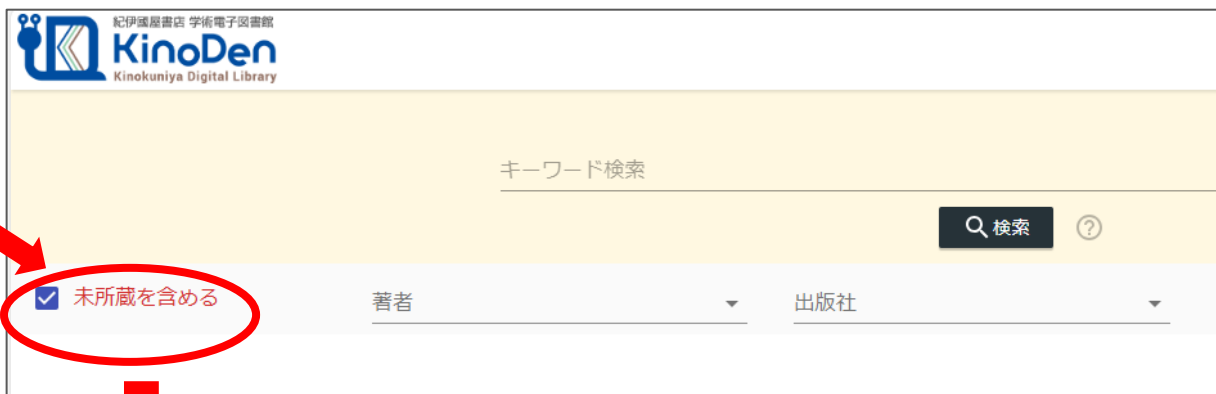 紀伊國屋書店 学術電子図書館
KinoDen
Kinokuniya Digital Library
キーワード検索
検索
未所蔵を含める
著者
出版社